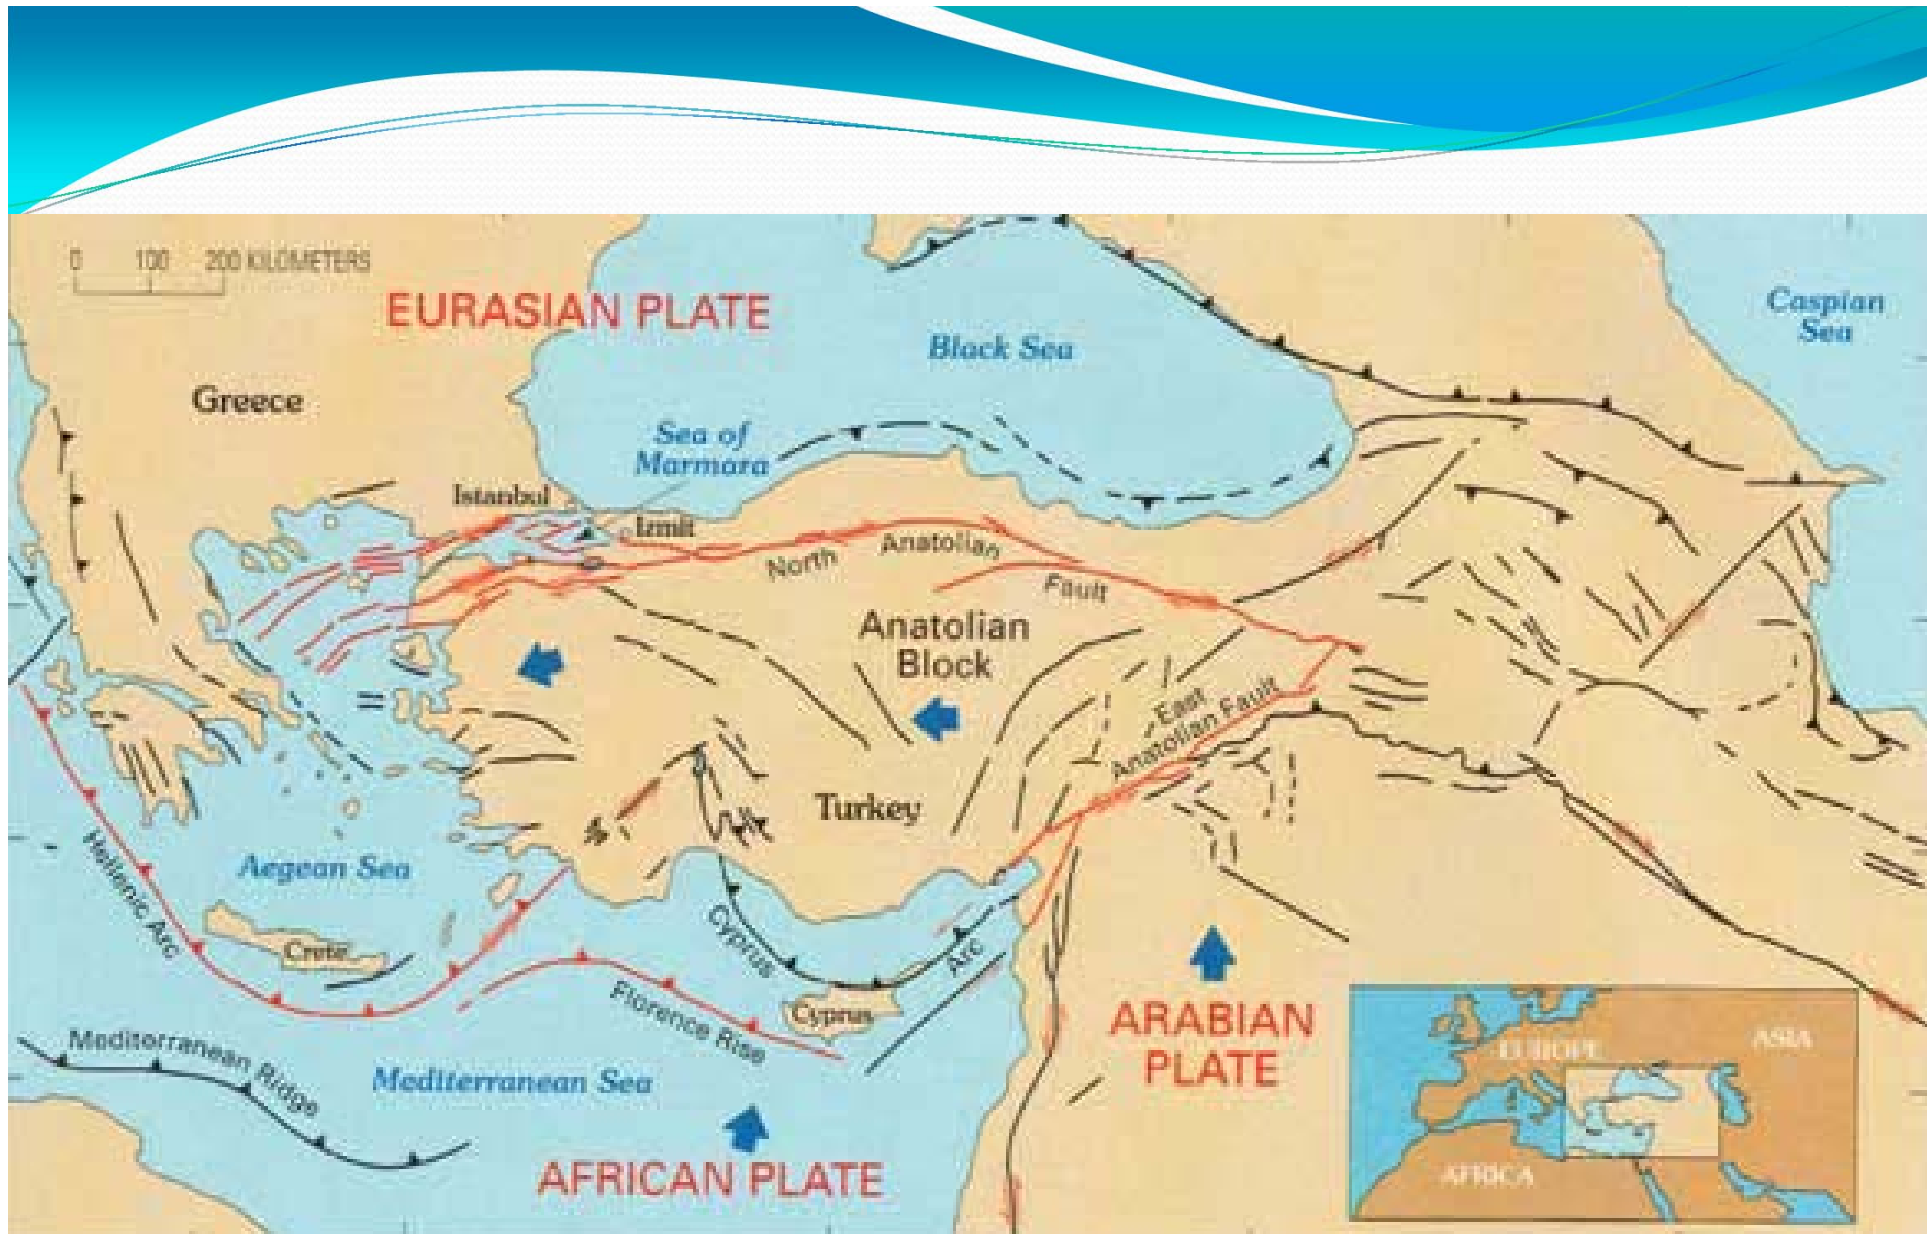 0 100 200 KILOMETERS
EURASIAN PLATE
Caspian
Sea
Black Sea
Greece
Sea of
Marmara
Istanbul
Izmit
North Anatolian Fault
Anatolian
Block
East
Anatolian Fault
Turkey
Hellenic Arc
Aegean Sea
Crete
Cyprus Arc
Florence Rise
Cyprus
ARABIAN
PLATE
Mediterranean Ridge
Mediterranean Sea
AFRICAN PLATE
EUROPE
ASIA
AFRICA